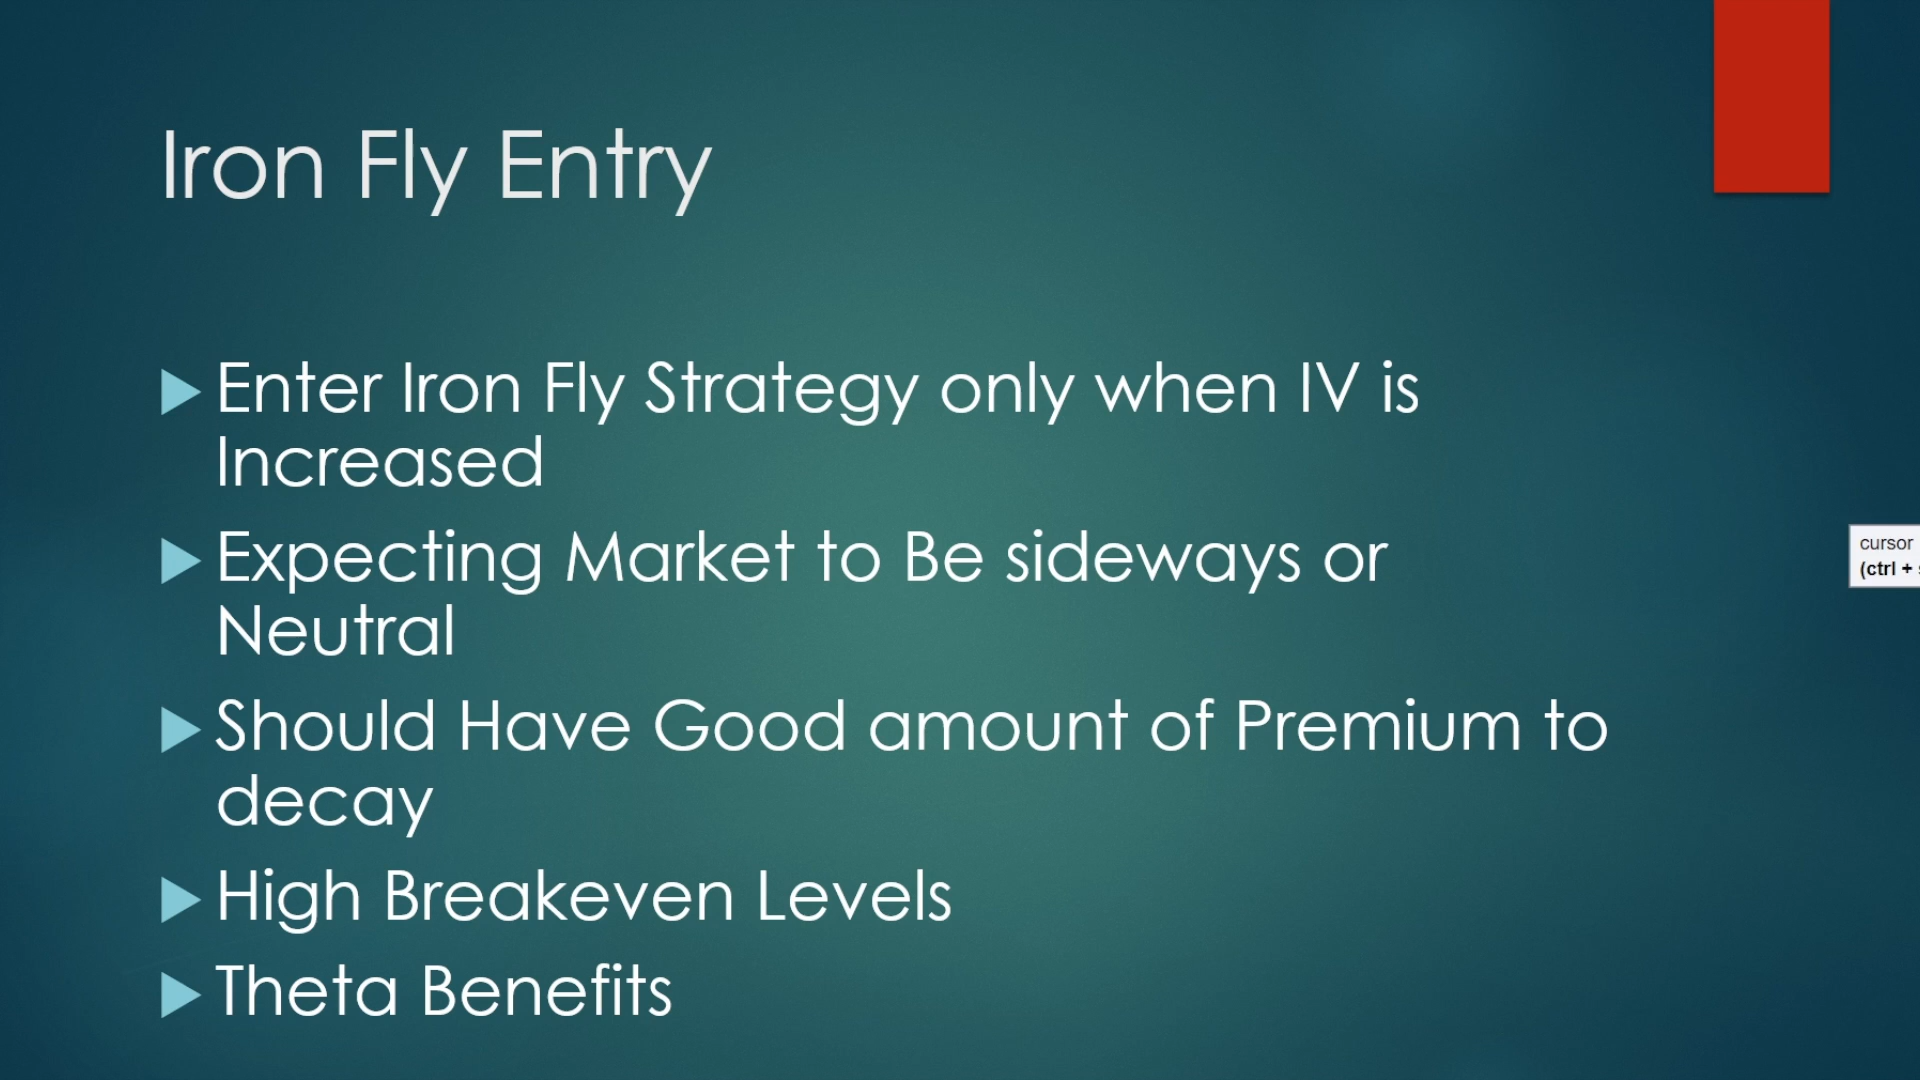 Iron Fly Entry
Enter Iron Fly Strategy only when IV is
Increased
Expecting Market to Be sideways or
Neutral
Should Have Good amount of Premium to
decay
High Breakeven Levels
Theta Benefits
cursor
(ctrl +